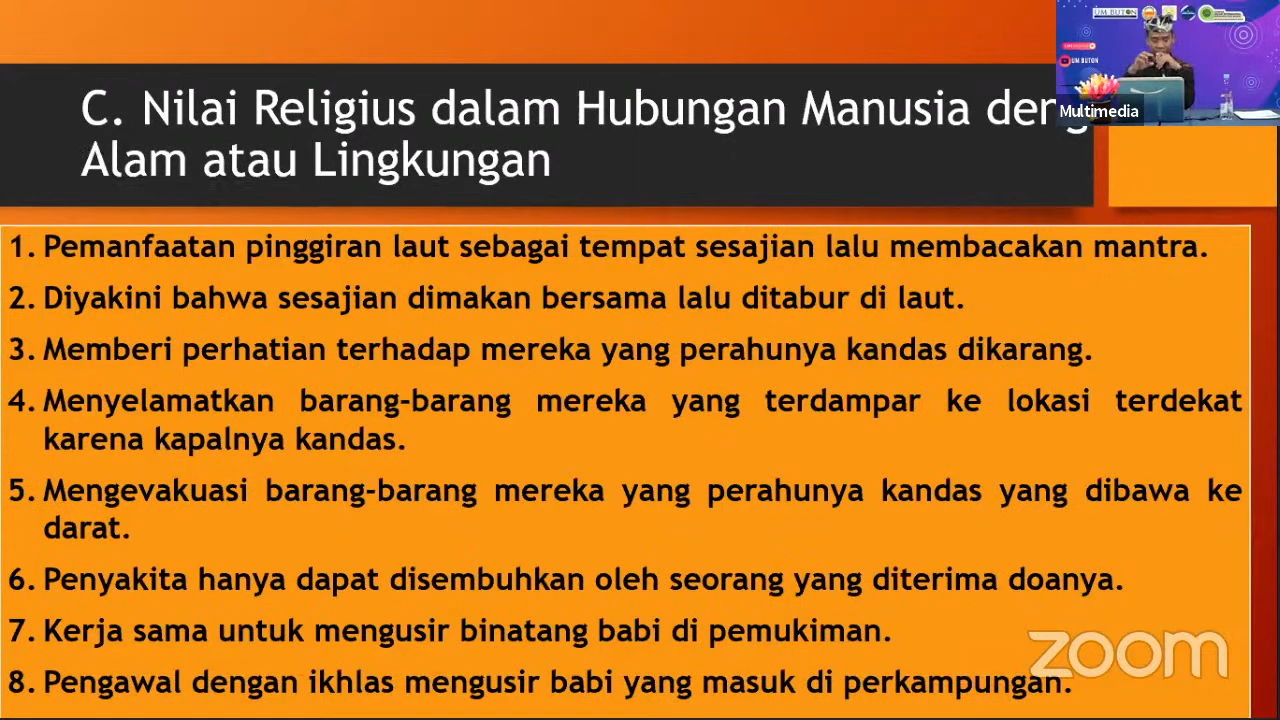 UM BUTON
UM BUTON
Multimedia
C. Nilai Religius dalam Hubungan Manusia deng
Alam atau Lingkungan
1. Pemanfaatan pinggiran laut sebagai tempat sesajian lalu membacakan mantra.
2. Diyakini bahwa sesajian dimakan bersama lalu ditabur di laut.
3. Memberi perhatian terhadap mereka yang perahunya kandas dikarang.
4. Menyelamatkan barang-barang mereka yang terdampar ke lokasi terdekat
karena kapalnya kandas.
5. Mengevakuasi barang-barang mereka yang perahunya kandas yang dibawa ke
darat.
6. Penyakita hanya dapat disembuhkan oleh seorang yang diterima doanya.
7. Kerja sama untuk mengusir binatang babi di pemukiman.
8. Pengawal dengan ikhlas mengusir babi yang masuk di perkampungan.
zoom